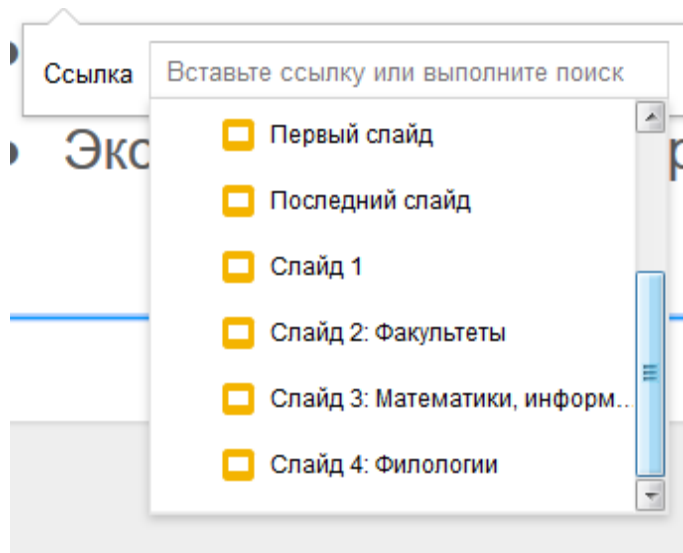 Ссылка
Вставьте ссылку или выполните поиск
Первый слайд
Последний слайд
Слайд 1
Слайд 2: Факультеты
Слайд 3: Математики, информ...
Слайд 4: Филологии